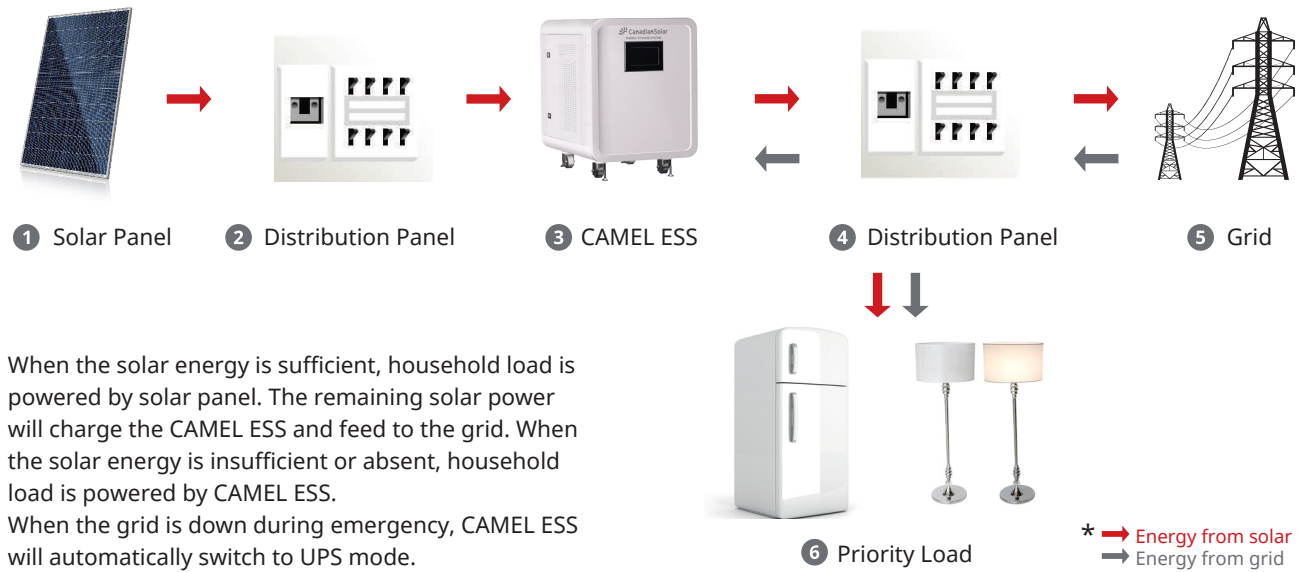 CanadianSolar
1 Solar Panel
2 Distribution Panel
3 CAMEL ESS
4 Distribution Panel
5 Grid
When the solar energy is sufficient, household load is
powered by solar panel. The remaining solar power
will charge the CAMEL ESS and feed to the grid. When
the solar energy is insufficient or absent, household
load is powered by CAMEL ESS.
When the grid is down during emergency, CAMEL ESS
will automatically switch to UPS mode.
6 Priority Load
* Energy from solar
Energy from grid